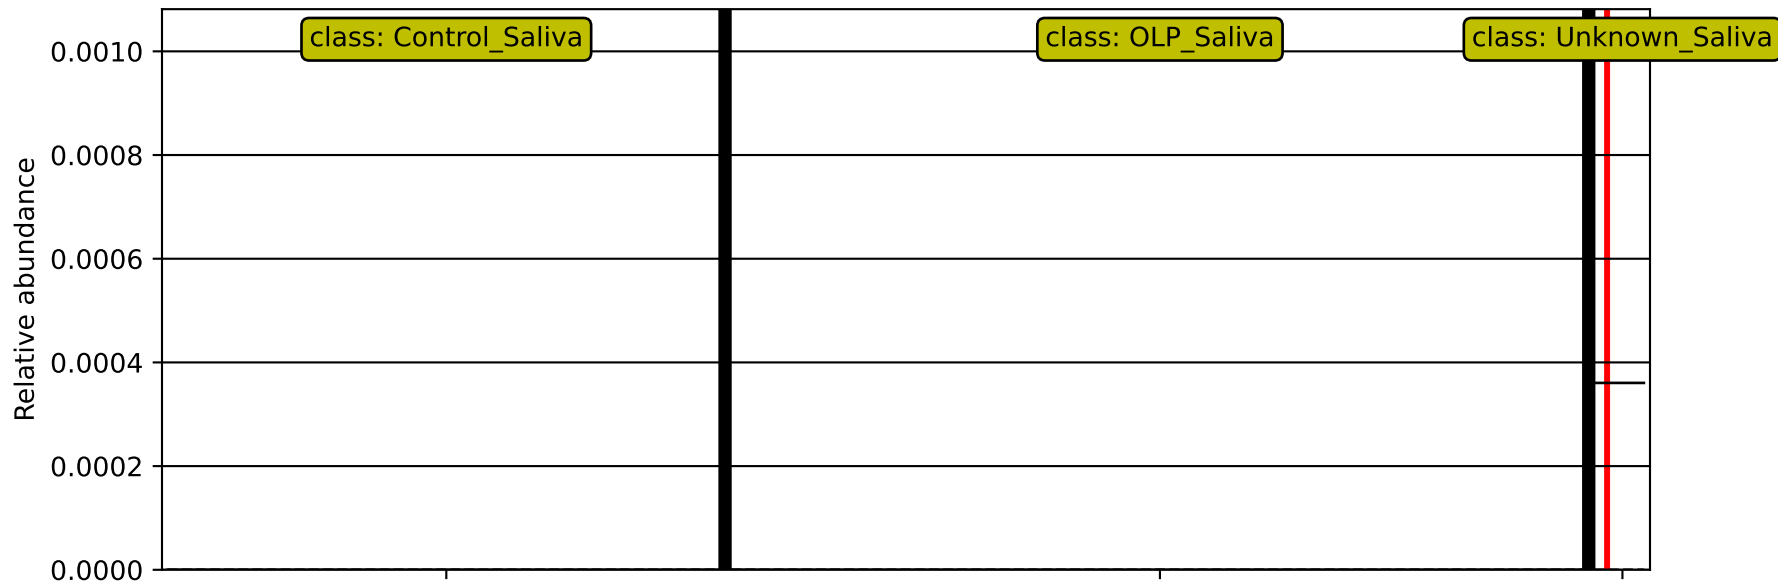 class: Control_Saliva
class: OLP_Saliva
class: Unknown_Saliva
Relative abundance
0.0010
0.0008
0.0006
0.0004
0.0002
0.0000